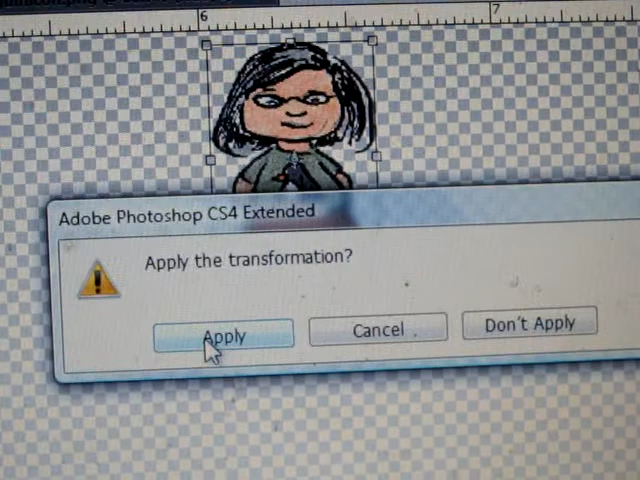 6
7
Adobe Photoshop CS4 Extended
Apply the transformation?
Apply
Cancel
Don't Apply